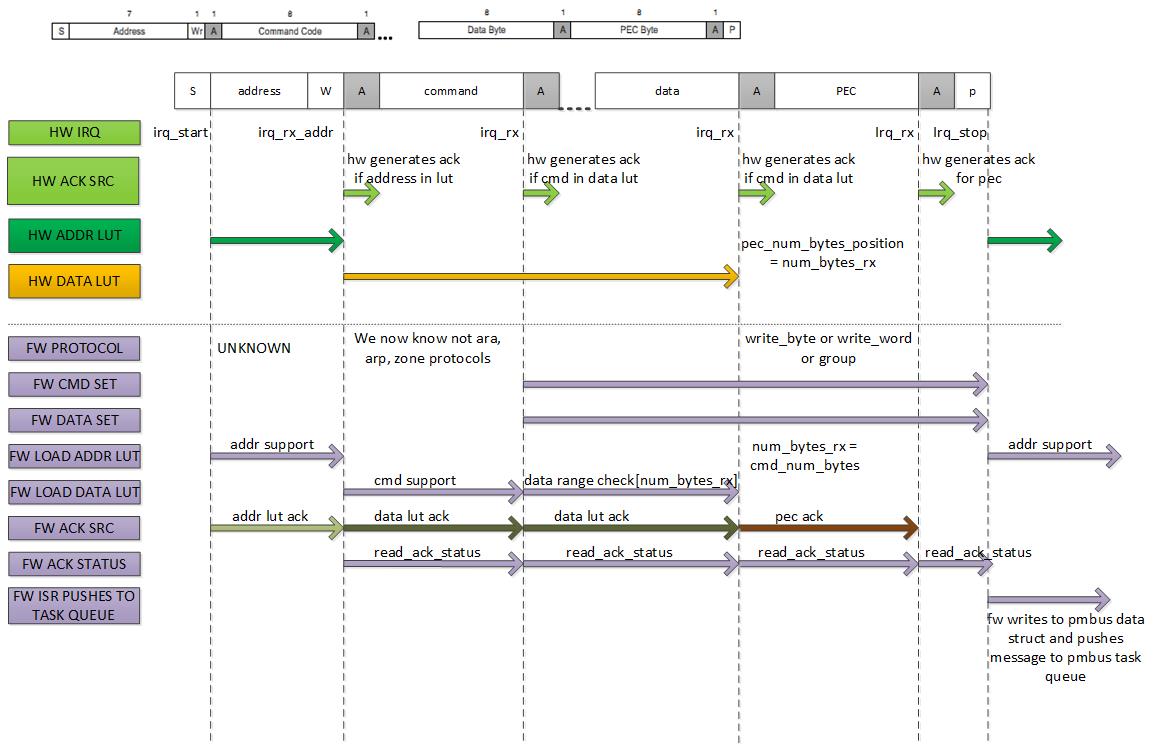 7 1 1 8 1 8 1 8 1
S Address Wr A Command Code A ... Data Byte A PEC Byte A P
S address W A command A .... data A PEC A p
HW IRQ irq_start irq_rx_addr irq_rx irq_rx Irq_rx Irq_stop
HW ACK SRC
hw generates ack
if address in lut
hw generates ack
if cmd in data lut
hw generates ack
if cmd in data lut
hw generates ack
for pec
HW ADDR LUT
pec_num_bytes_position
= num_bytes_rx
HW DATA LUT
FW PROTOCOL
UNKNOWN
We now know not ara,
arp, zone protocols
write_byte or write_word
or group
FW CMD SET
FW DATA SET
FW LOAD ADDR LUT addr support
num_bytes_rx =
cmd_num_bytes
addr support
FW LOAD DATA LUT cmd support data range check[num_bytes_rx]
FW ACK SRC addr lut ack data lut ack data lut ack pec ack
FW ACK STATUS read_ack_status read_ack_status read_ack_status read_ack_status
FW ISR PUSHES TO
TASK QUEUE
fw writes to pmbus data
struct and pushes
message to pmbus task
queue